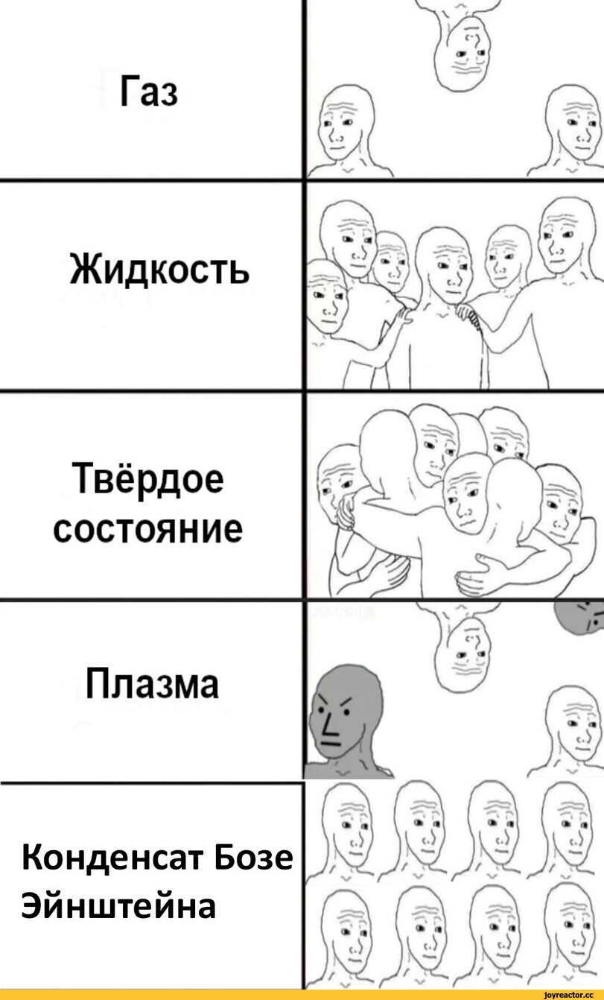 Газ
Жидкость
Твёрдое
состояние
Плазма
Конденсат Бозе
Эйнштейна
joyreactor.cc